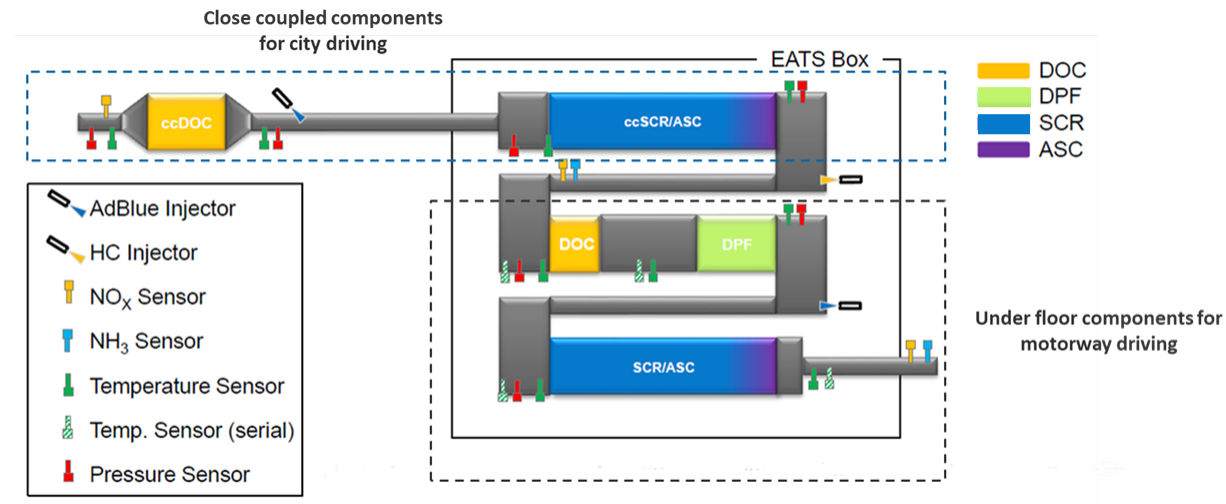 Close coupled components
for city driving
EATS Box
DOC
DPF
SCR
ASC
ccDOC
ccSCR/ASC
AdBlue Injector
HC Injector
NOX Sensor
NH3 Sensor
Temperature Sensor
Temp. Sensor (serial)
Pressure Sensor
DOC
DPF
SCR/ASC
Under floor components for
motorway driving